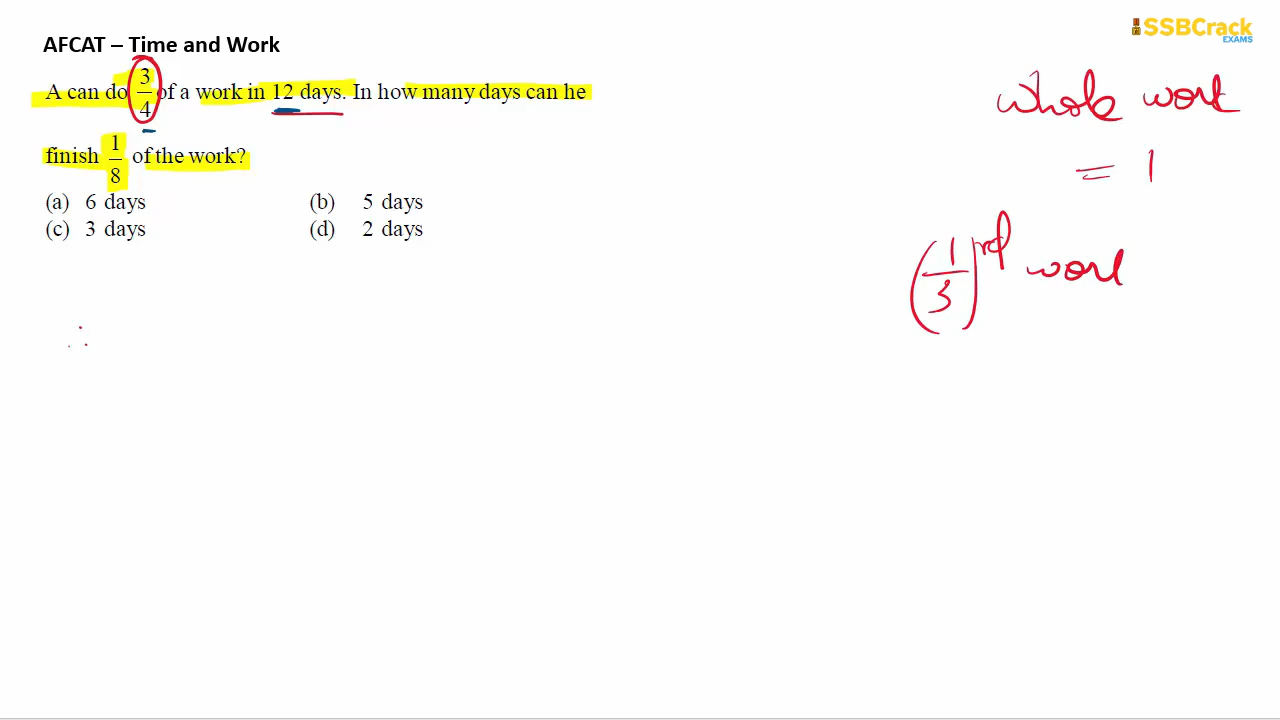 SSBCrack
EXAMS
AFCAT – Time and Work
A can do 3/4 of a work in 12 days. In how many days can he
finish 1/8 of the work?
(a) 6 days (b) 5 days
(c) 3 days (d) 2 days
whole work
= 1
(1/3)rd work
∴